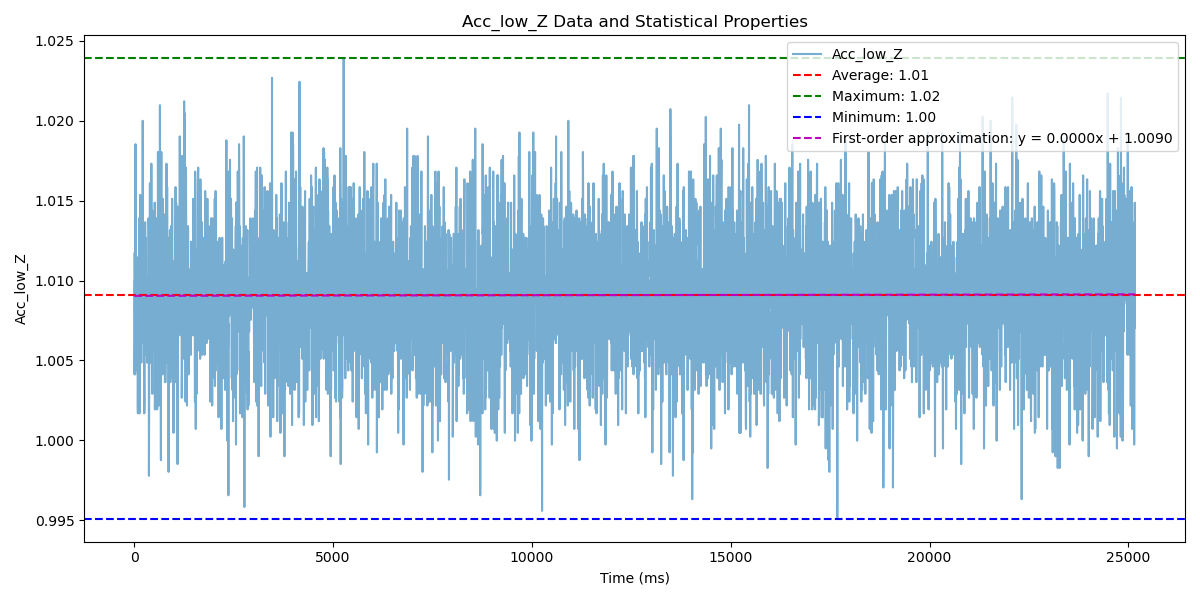 Acc_low_Z Data and Statistical Properties
1.025
1.020
1.015
1.010
1.005
1.000
0.995
Acc_low_Z
Acc_low_Z
Average: 1.01
Maximum: 1.02
Minimum: 1.00
First-order approximation: y = 0.0000x + 1.0090
0
5000
10000
15000
20000
25000
Time (ms)